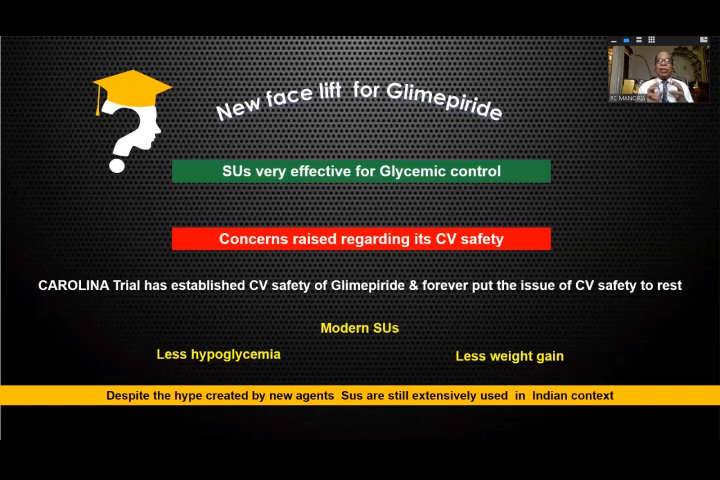 New face lift for Glimepiride
SUs very effective for Glycemic control
Concerns raised regarding its CV safety
CAROLINA Trial has established CV safety of Glimepiride & forever put the issue of CV safety to rest
Modern SUs
Less hypoglycemia
Less weight gain
Despite the hype created by new agents Sus are still extensively used in Indian context